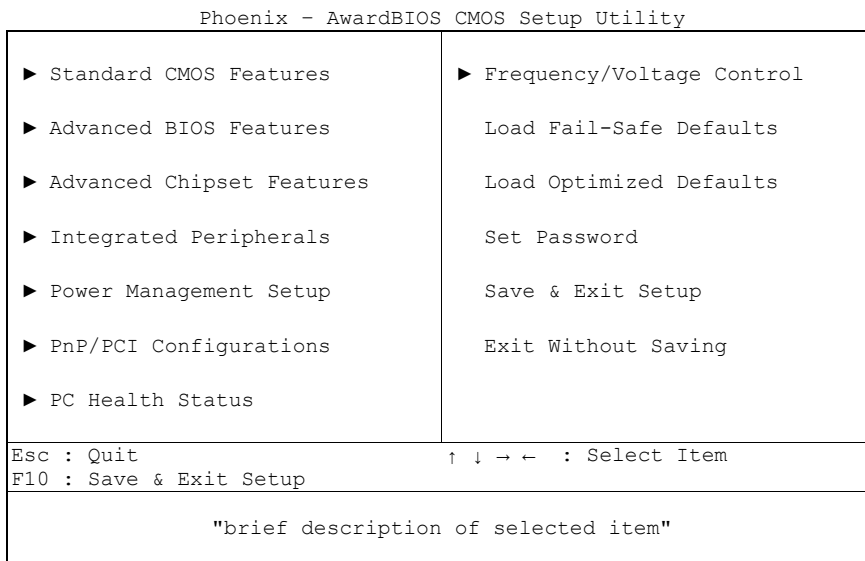 Phoenix – AwardBIOS CMOS Setup Utility
► Standard CMOS Features
► Advanced BIOS Features
► Advanced Chipset Features
► Integrated Peripherals
► Power Management Setup
► PnP/PCI Configurations
► PC Health Status
► Frequency/Voltage Control
Load Fail-Safe Defaults
Load Optimized Defaults
Set Password
Save & Exit Setup
Exit Without Saving
Esc : Quit
F10 : Save & Exit Setup
↑ ↓ → ← : Select Item
"brief description of selected item"